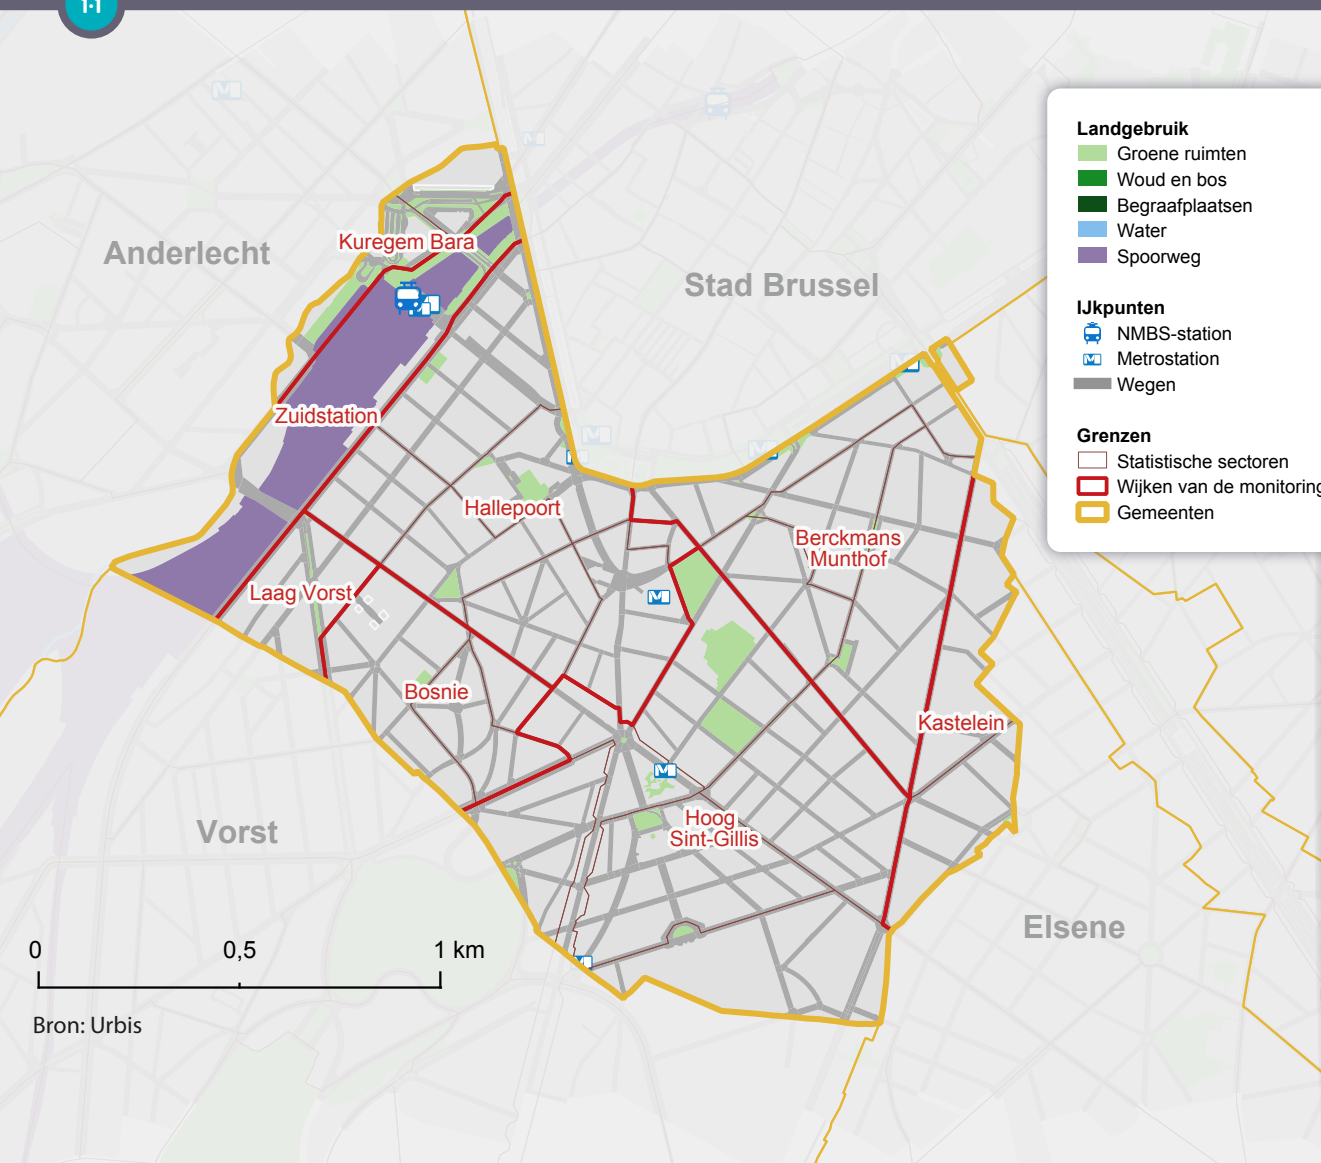 1.1
Anderlecht
Kuregem Bara
Stad Brussel
Zuidstation
Hallepoort
Berckmans
Munthof
Laag Vorst
Bosnie
Kastelein
Vorst
Hoog
Sint-Gillis
Elsene
Landgebruik
Groene ruimten
Woud en bos
Begraafplaatsen
Water
Spoorweg
IJkpunten
NMBS-station
M Metrostation
Wegen
Grenzen
Statistische sectoren
Wijken van de monitoring
Gemeenten
0 0,5 1 km
Bron: Urbis